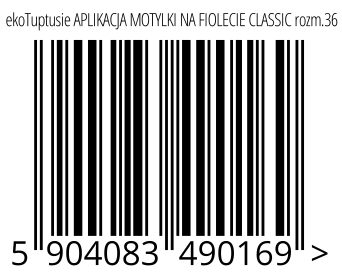 ekoTuptusie APLIKACJA MOTYLKI NA FIOLECIE CLASSIC rozm.36
5 904083 490169 >